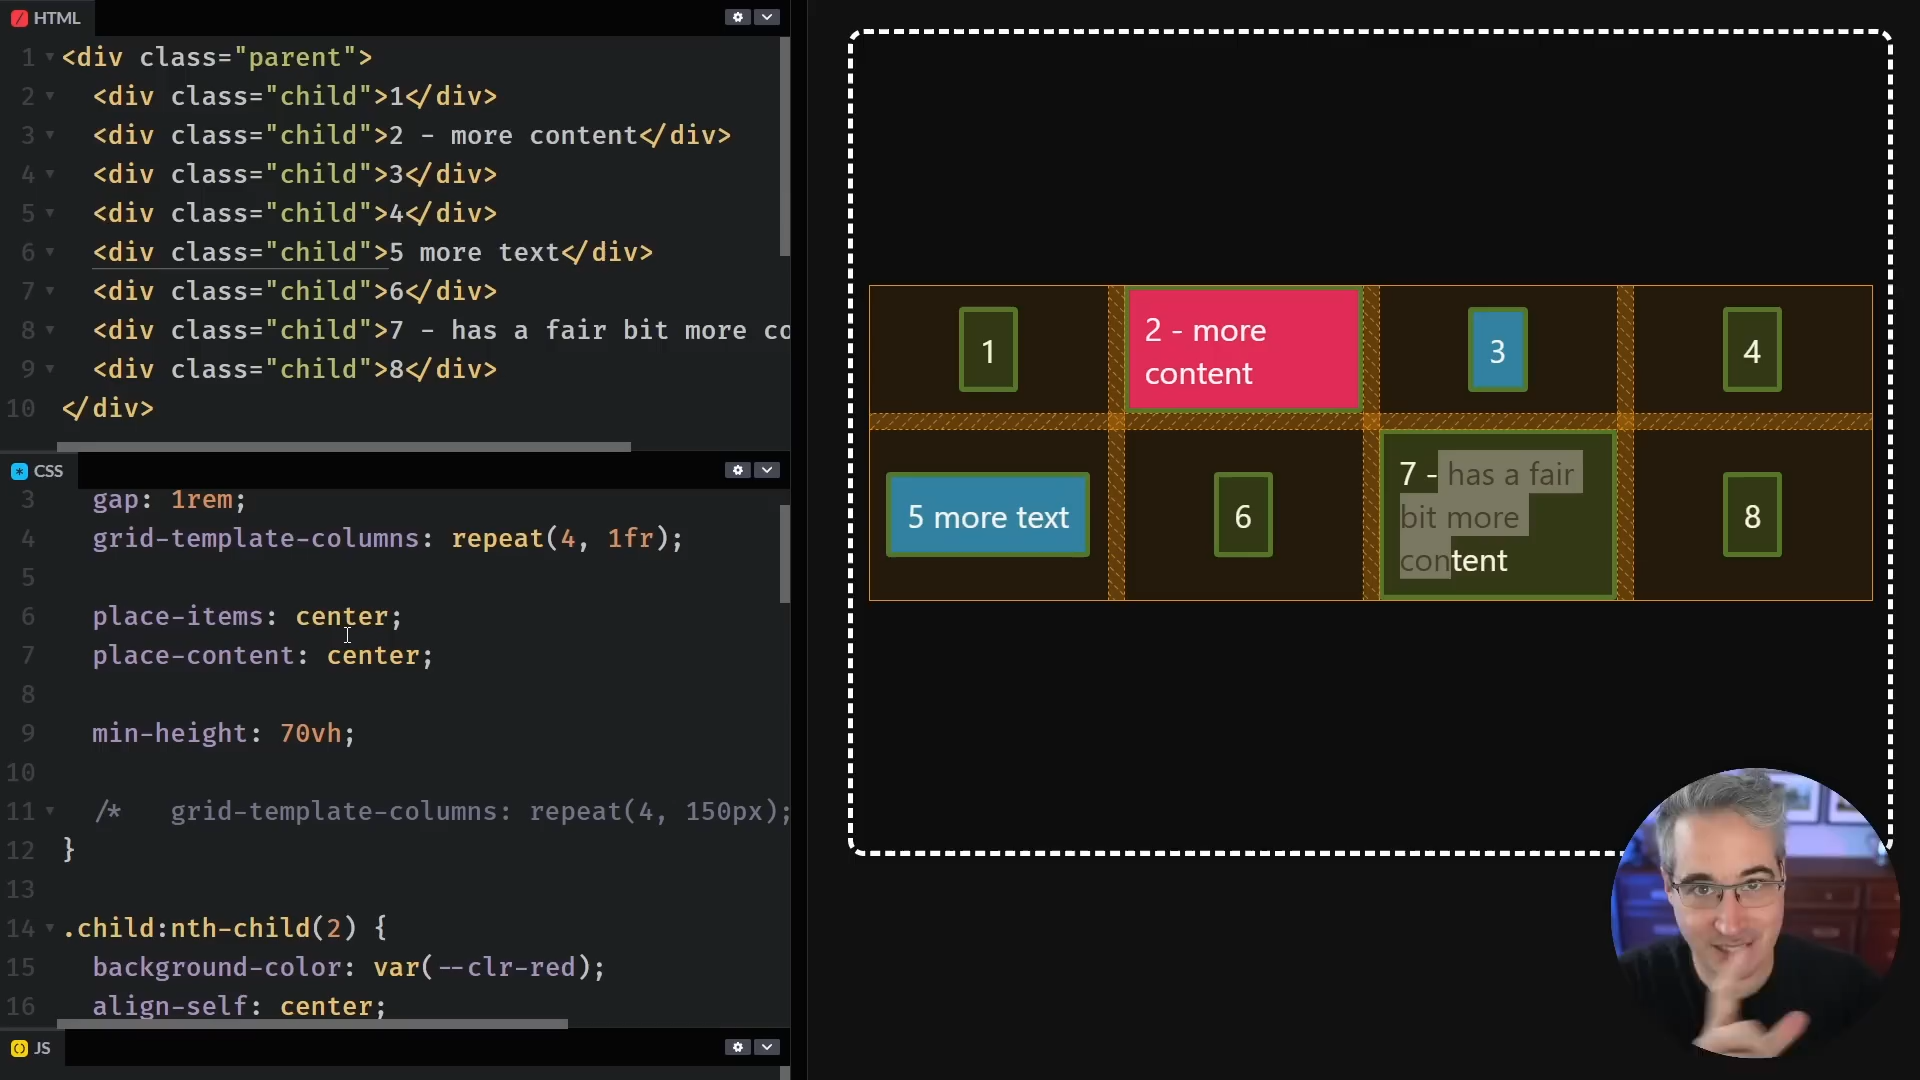 HTML
1 <div class="parent">
2 <div class="child">1</div>
3 <div class="child">2 - more content</div>
4 <div class="child">3</div>
5 <div class="child">4</div>
6 <div class="child">5 more text</div>
7 <div class="child">6</div>
8 <div class="child">7 - has a fair bit more co
9 <div class="child">8</div>
10 </div>
CSS
3 gap: 1rem;
4 grid-template-columns: repeat(4, 1fr);
5
6 place-items: center;
7 place-content: center;
8
9 min-height: 70vh;
10
11 /* grid-template-columns: repeat(4, 150px);
12 }
13
14 .child:nth-child(2) {
15 background-color: var(--clr-red);
16 align-self: center;
JS
1
2 - more
content
3
4
5 more text
6
7 - has a fair
bit more
content
8